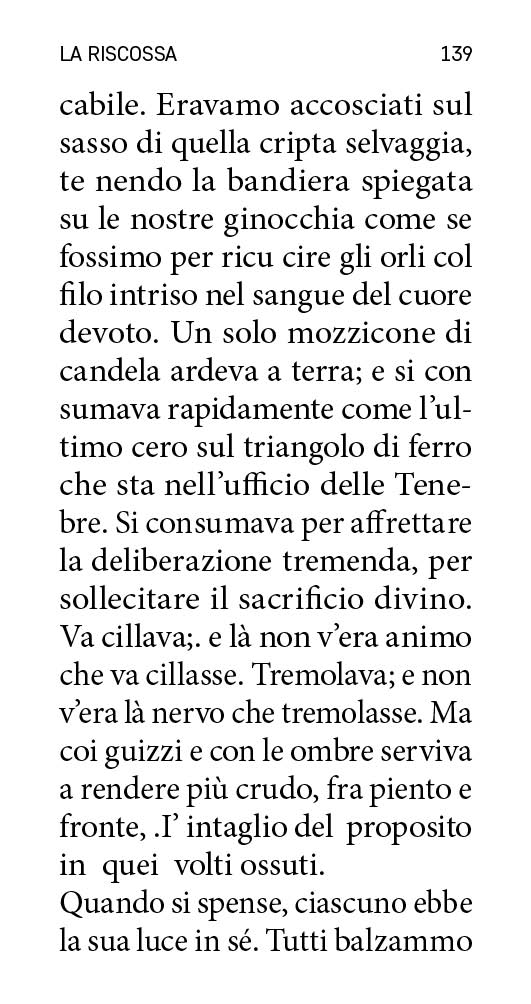 LA RISCOSSA 139
cabile. Eravamo accosciati sul
sasso di quella cripta selvaggia,
te nendo la bandiera spiegata
su le nostre ginocchia come se
fossimo per ricu cire gli orli col
filo intriso nel sangue del cuore
devoto. Un solo mozzicone di
candela ardeva a terra; e si con
sumava rapidamente come l’ul-
timo cero sul triangolo di ferro
che sta nell’ufficio delle Tene-
bre. Si consumava per affrettare
la deliberazione tremenda, per
sollecitare il sacrificio divino.
Va cillava;. e là non v’era animo
che va cillasse. Tremolava; e non
v’era là nervo che tremolasse. Ma
coi guizzi e con le ombre serviva
a rendere più crudo, fra piento e
fronte, .I’ intaglio del proposito
in quei volti ossuti.
Quando si spense, ciascuno ebbe
la sua luce in sé. Tutti balzammo